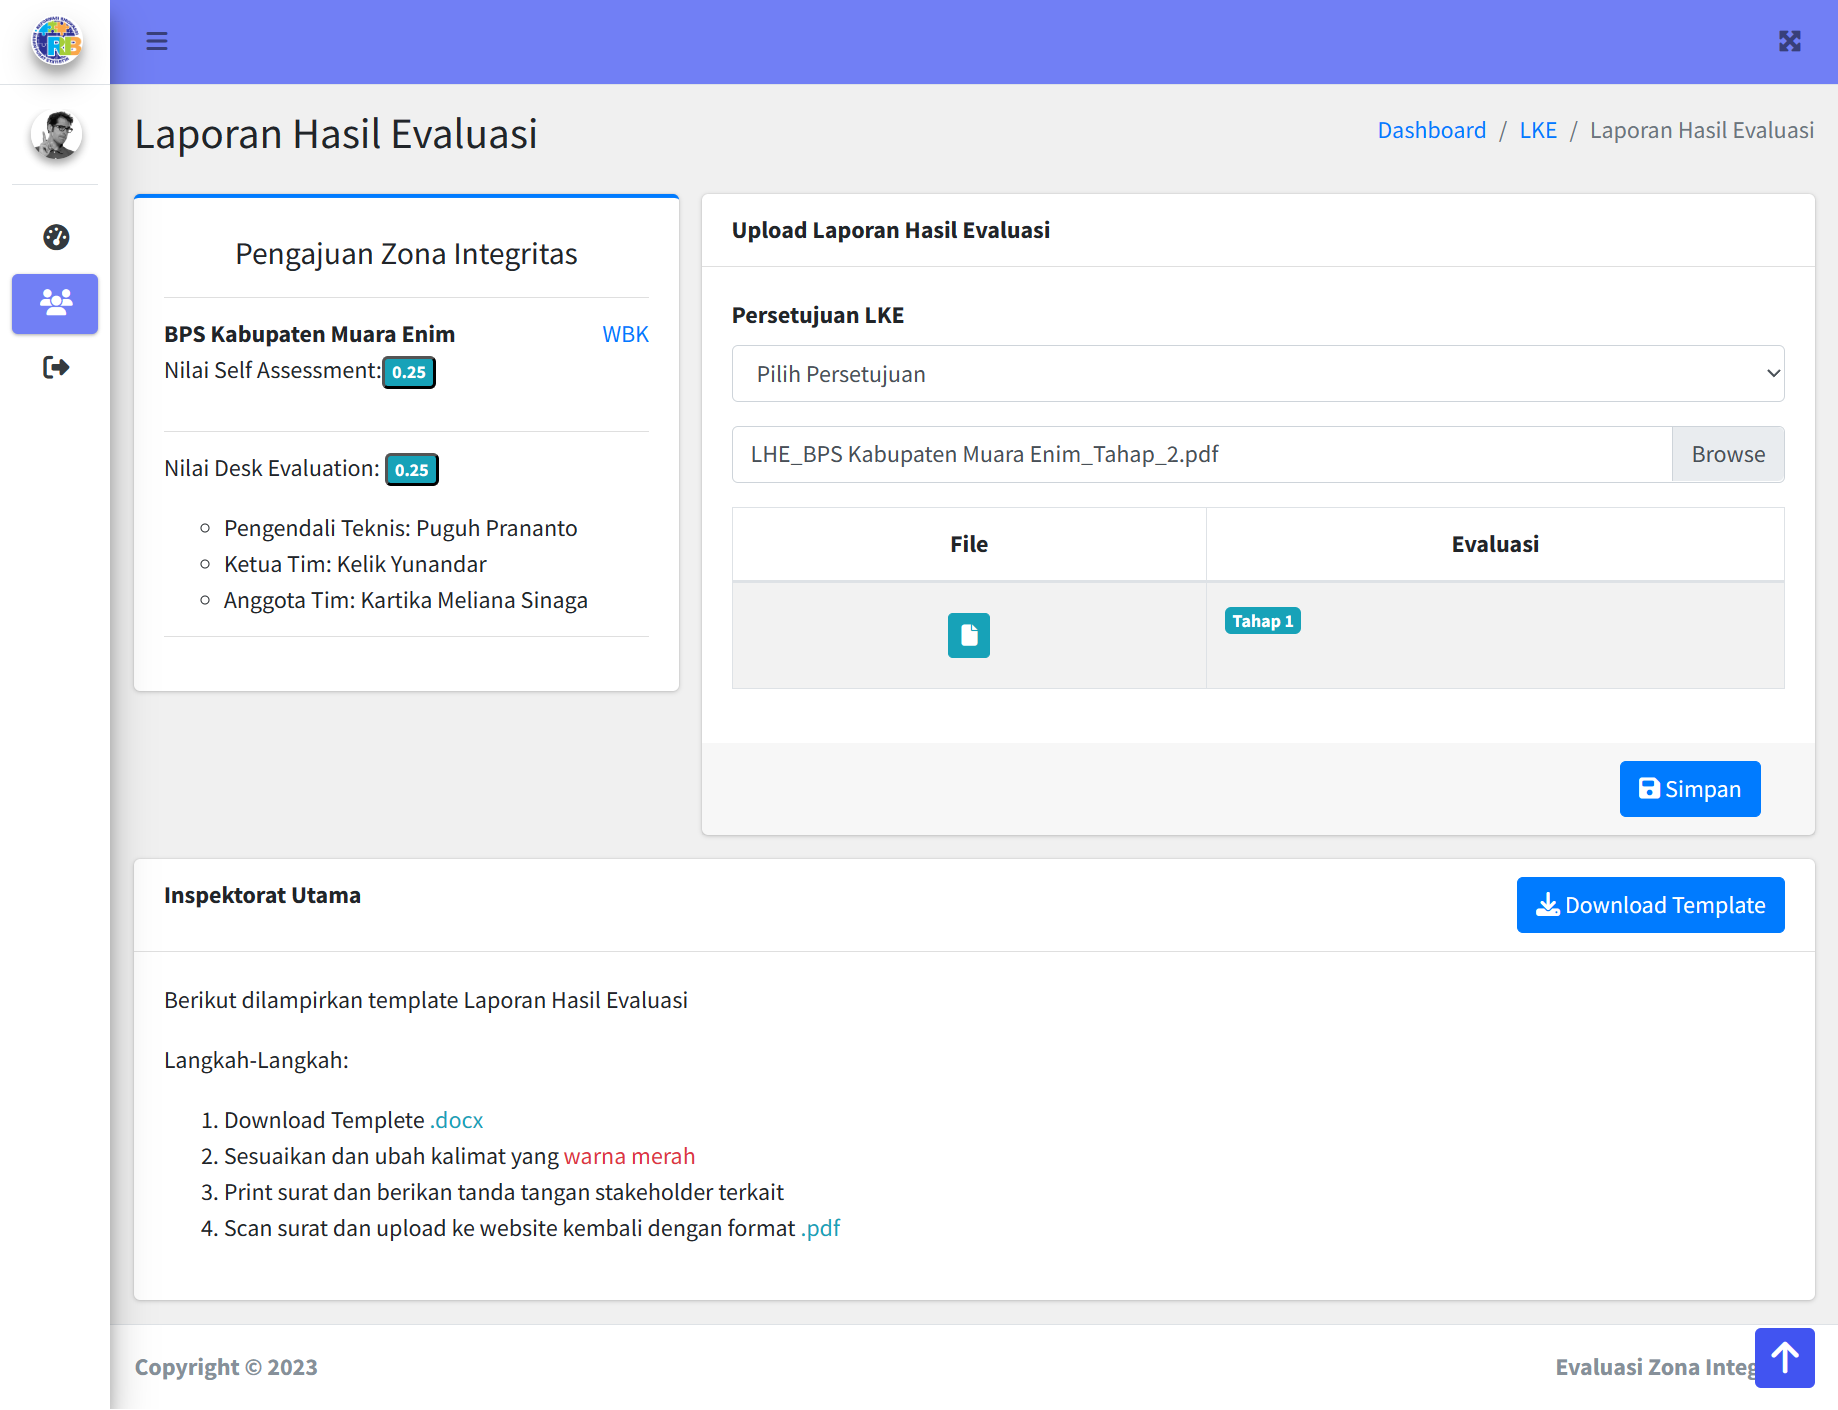 RB
Laporan Hasil Evaluasi
Dashboard / LKE / Laporan Hasil Evaluasi
Pengajuan Zona Integritas
BPS Kabupaten Muara Enim WBK
Nilai Self Assessment: 0.25
Nilai Desk Evaluation: 0.25
Pengendali Teknis: Puguh Prananto
Ketua Tim: Kelik Yunandar
Anggota Tim: Kartika Meliana Sinaga
Upload Laporan Hasil Evaluasi
Persetujuan LKE
Pilih Persetujuan
LHE_BPS Kabupaten Muara Enim_Tahap_2.pdf Browse
File Evaluasi
Tahap 1
Simpan
Inspektorat Utama
Download Template
Berikut dilampirkan template Laporan Hasil Evaluasi
Langkah-Langkah:
1. Download Templete .docx
2. Sesuaikan dan ubah kalimat yang warna merah
3. Print surat dan berikan tanda tangan stakeholder terkait
4. Scan surat dan upload ke website kembali dengan format .pdf
Copyright © 2023
Evaluasi Zona Integ